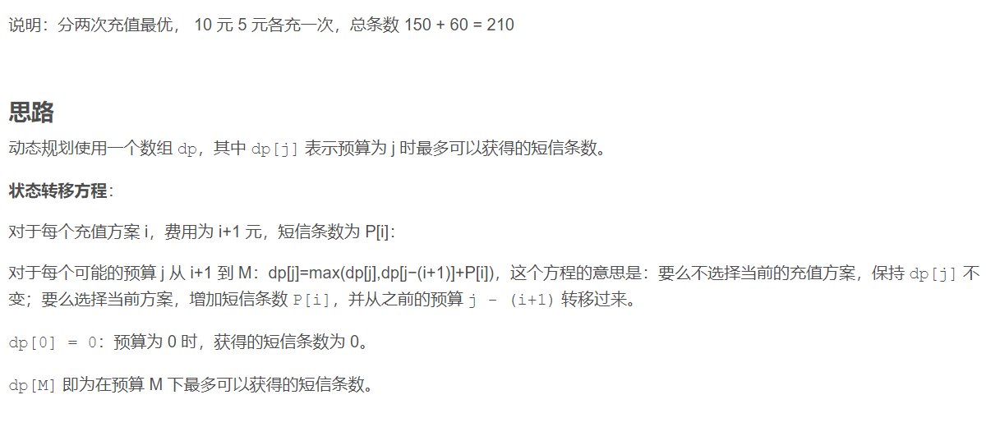 说明：分两次充值最优， 10 元 5 元各充一次，总条数 150 + 60 = 210
思路
动态规划使用一个数组 dp，其中 dp[j] 表示预算为 j 时最多可以获得的短信条数。
状态转移方程：
对于每个充值方案 i，费用为 i+1 元，短信条数为 P[i]：
对于每个可能的预算 j 从 i+1 到 M：dp[j]=max(dp[j],dp[j−(i+1)]+P[i])，这个方程的意思是：要么不选择当前的充值方案，保持 dp[j] 不
变；要么选择当前方案，增加短信条数 P[i]，并从之前的预算 j - (i+1) 转移过来。
dp[0] = 0：预算为 0 时，获得的短信条数为 0。
dp[M] 即为在预算 M 下最多可以获得的短信条数。